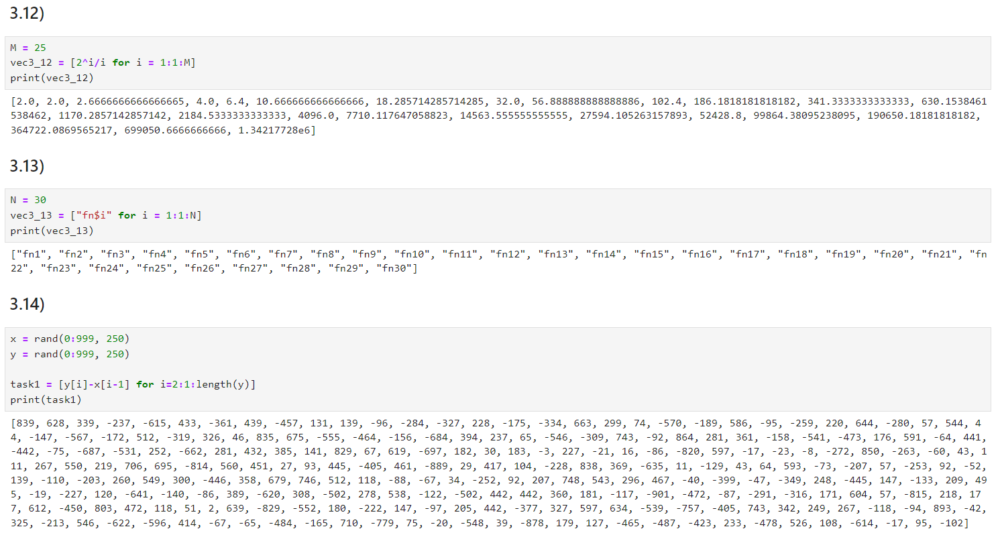 3.12)
M = 25
vec3_12 = [2^i/i for i = 1:1:M]
print(vec3_12)
[2.0, 2.0, 2.6666666666666665, 4.0, 6.4, 10.666666666666666, 18.285714285714285, 32.0, 56.888888888888886, 102.4, 186.1818181818182, 341.3333333333333, 630.1538461
538462, 1170.2857142857142, 2184.5333333333333, 4096.0, 7710.117647058823, 14563.555555555555, 27594.105263157893, 52428.8, 99864.38095238095, 190650.18181818182,
364722.0869565217, 699050.6666666666, 1.34217728e6]
3.13)
N = 30
vec3_13 = ["fn$i" for i = 1:1:N]
print(vec3_13)
["fn1", "fn2", "fn3", "fn4", "fn5", "fn6", "fn7", "fn8", "fn9", "fn10", "fn11", "fn12", "fn13", "fn14", "fn15", "fn16", "fn17", "fn18", "fn19", "fn20", "fn21", "fn
22", "fn23", "fn24", "fn25", "fn26", "fn27", "fn28", "fn29", "fn30"]
3.14)
x = rand(0:999, 250)
y = rand(0:999, 250)
task1 = [y[i]-x[i-1] for i=2:1:length(y)]
print(task1)
[839, 628, 339, -237, -615, 433, -361, 439, -457, 131, 139, -96, -284, -327, 228, -175, -334, 663, 299, 74, -570, -189, 586, -95, -259, 220, 644, -280, 57, 544, 4
4, -147, -567, -172, 512, -319, 326, 46, 835, 675, -555, -464, -156, -684, 394, 237, 65, -546, -309, 743, -92, 864, 281, 361, -158, -541, -473, 176, 591, -64, 441,
-442, -75, -687, -531, 252, -662, 281, 432, 385, 141, 829, 67, 619, -697, 182, 30, 183, -3, 227, -21, 16, -86, -820, 597, -17, -23, -8, -272, 850, -263, -60, 43, 1
11, 267, 550, 219, 706, 695, -814, 560, 451, 27, 93, 445, -405, 461, -889, 29, 417, 104, -228, 838, 369, -635, 11, -129, 43, 64, 593, -73, -207, 57, -253, 92, -52,
139, -110, -203, 260, 549, 300, -446, 358, 679, 746, 512, 118, -88, -67, 34, -252, 92, 207, 748, 543, 296, 467, -40, -399, -47, -349, 248, -445, 147, -133, 209, 49
5, -19, -227, 120, -641, -140, -86, 389, -620, 308, -502, 278, 538, -122, -502, 442, 442, 360, 181, -117, -901, -472, -87, -291, -316, 171, 604, 57, -815, 218, 17
7, 612, -450, 803, 472, 118, 51, 2, 639, -829, -552, 180, -222, 147, -97, 205, 442, -377, 327, 597, 634, -539, -757, -405, 743, 342, 249, 267, -118, -94, 893, -42,
325, -213, 546, -622, -596, 414, -67, -65, -484, -165, 710, -779, 75, -20, -548, 39, -878, 179, 127, -465, -487, -423, 233, -478, 526, 108, -614, -17, 95, -102]